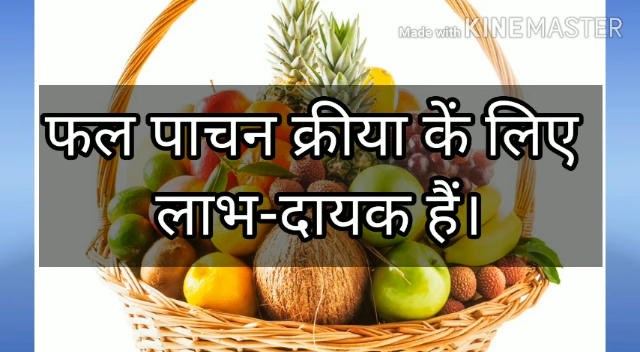 Made with KINEMASTER
फल पाचन क्रीया कें लिए
लाभ-दायक हैं।